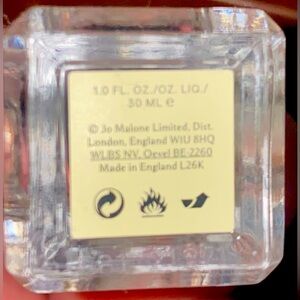 1.0 FL. OZ./OZ. LIQ./
30 ML e
© Jo Malone Limited, Dist.
London, England W1U 8HQ
WLBS NV, Oevel BE-2260
Made in England L26K